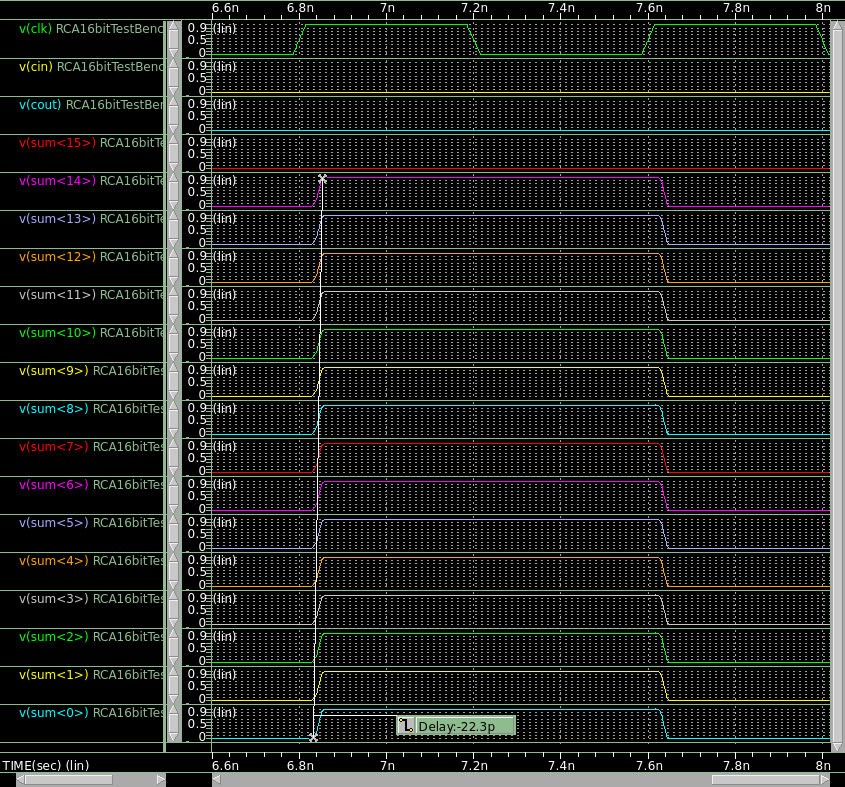 6.6n 6.8n 7n 7.2n 7.4n 7.6n 7.8n 8n
v(clk) RCA16bitTestBenc 0.9 0.5 0 (lin)
v(cin) RCA16bitTestBenc 0.9 0.5 0 (lin)
v(cout) RCA16bitTestBer 0.9 0.5 0 (lin)
v(sum<15>) RCA16bitTe 0.9 0.5 0 (lin)
v(sum<14>) RCA16bitTe 0.9 0.5 0 (lin)
v(sum<13>) RCA16bitTe 0.9 0.5 0 (lin)
v(sum<12>) RCA16bitTe 0.9 0.5 0 (lin)
v(sum<11>) RCA16bitTe 0.9 0.5 0 (lin)
v(sum<10>) RCA16bitTe 0.9 0.5 0 (lin)
v(sum<9>) RCA16bitTes 0.9 0.5 0 (lin)
v(sum<8>) RCA16bitTes 0.9 0.5 0 (lin)
v(sum<7>) RCA16bitTes 0.9 0.5 0 (lin)
v(sum<6>) RCA16bitTes 0.9 0.5 0 (lin)
v(sum<5>) RCA16bitTes 0.9 0.5 0 (lin)
v(sum<4>) RCA16bitTes 0.9 0.5 0 (lin)
v(sum<3>) RCA16bitTes 0.9 0.5 0 (lin)
v(sum<2>) RCA16bitTes 0.9 0.5 0 (lin)
v(sum<1>) RCA16bitTes 0.9 0.5 0 (lin)
v(sum<0>) RCA16bitTes 0.9 0.5 0 (lin)
Delay:-22.3p
TIME(sec) (lin) 6.6n 6.8n 7n 7.2n 7.4n 7.6n 7.8n 8n